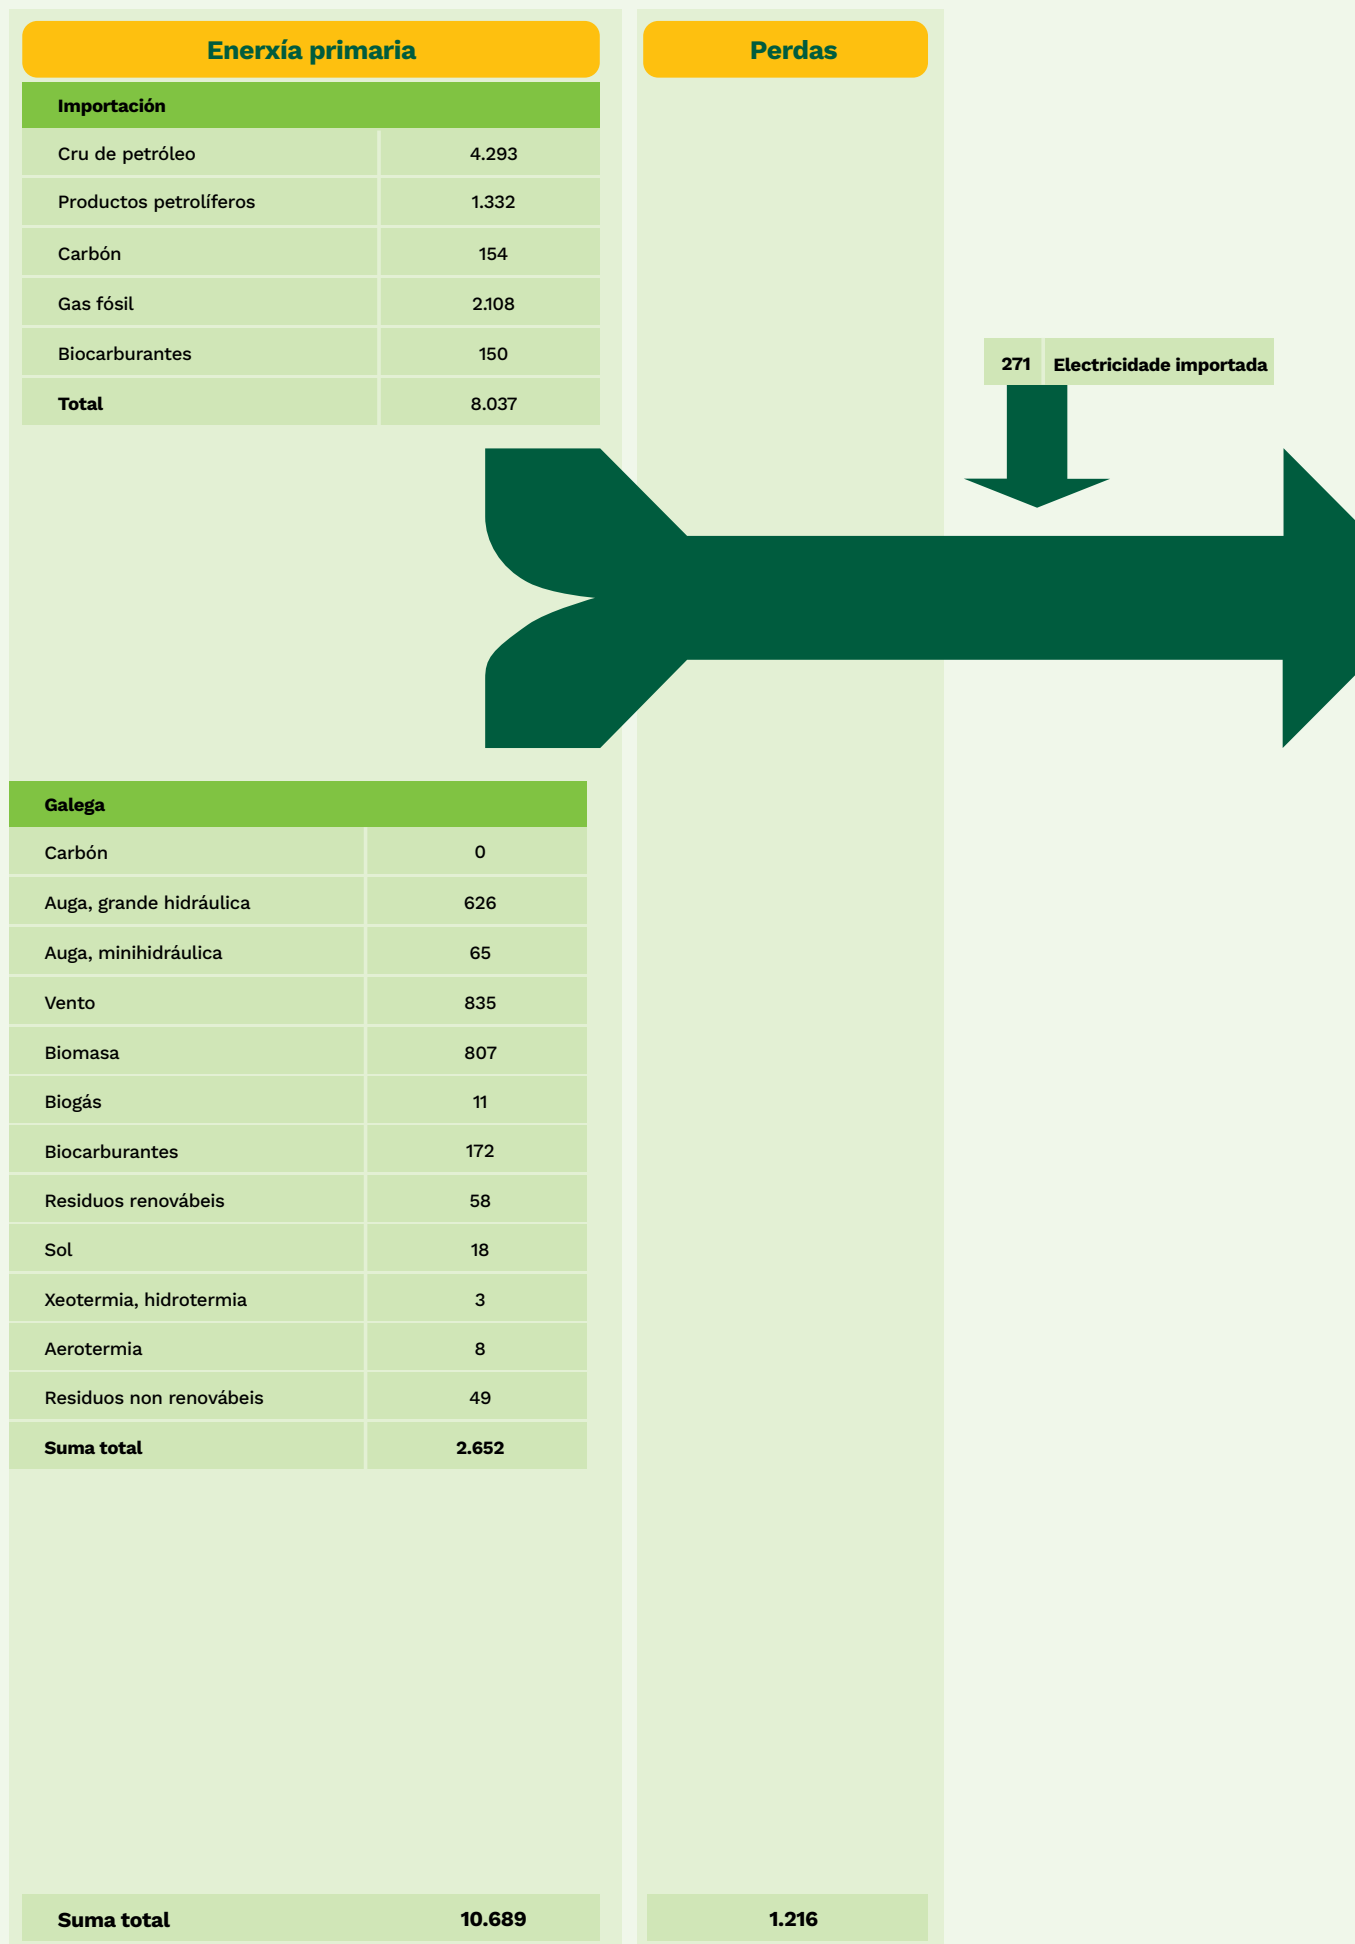 Enerxía primaria
Importación
Cru de petróleo 4.293
Productos petrolíferos 1.332
Carbón 154
Gas fósil 2.108
Biocarburantes 150
Total 8.037
Perdas
271 Electricidade importada
Galega
Carbón 0
Auga, grande hidráulica 626
Auga, minihidráulica 65
Vento 835
Biomasa 807
Biogás 11
Biocarburantes 172
Residuos renovábeis 58
Sol 18
Xeotermia, hidrotermia 3
Aerotermia 8
Residuos non renovábeis 49
Suma total 2.652
Suma total 10.689
1.216